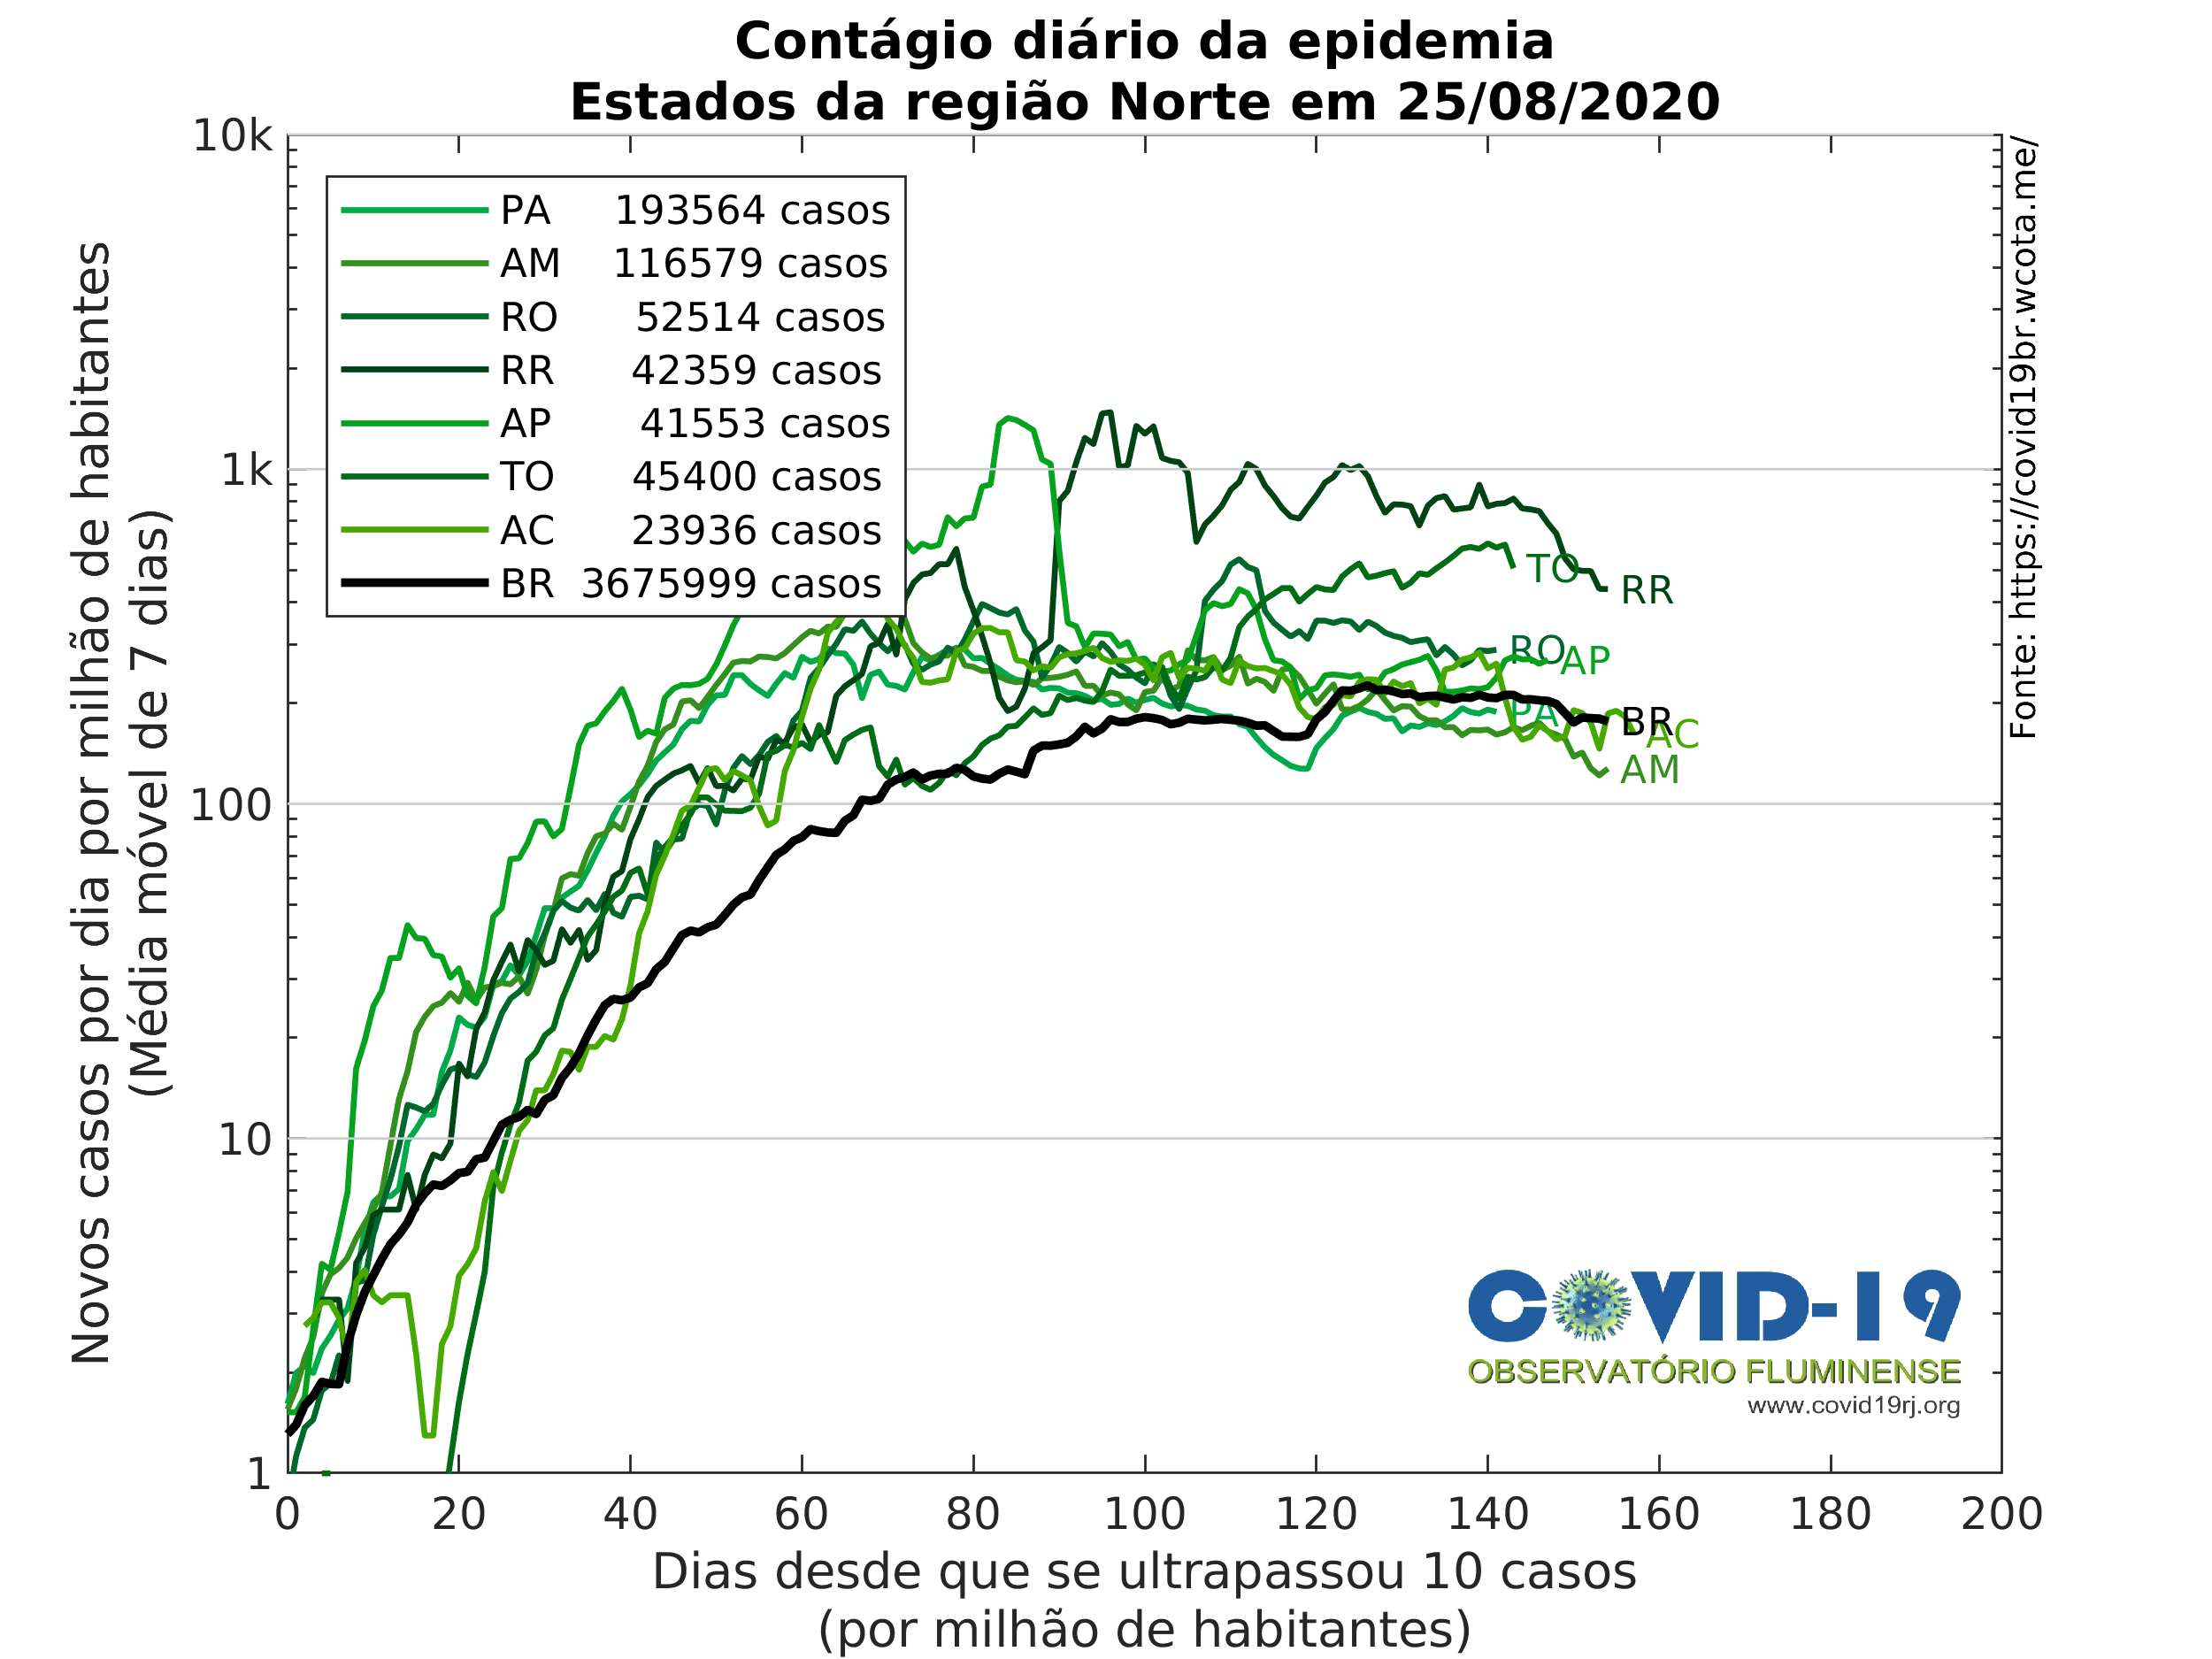 Contágio diário da epidemia
Estados da região Norte em 25/08/2020
Novos casos por dia por milhão de habitantes
(Média móvel de 7 dias)
10k
1k
100
10
1
PA 193564 casos
AM 116579 casos
RO 52514 casos
RR 42359 casos
AP 41553 casos
TO 45400 casos
AC 23936 casos
BR 3675999 casos
TO
RR
RO
AP
PA
BR
AC
AM
Fonte: https://covid19br.wcota.me/
COVID-19
OBSERVATÓRIO FLUMINENSE
www.covid19rj.org
0 20 40 60 80 100 120 140 160 180 200
Dias desde que se ultrapassou 10 casos
(por milhão de habitantes)